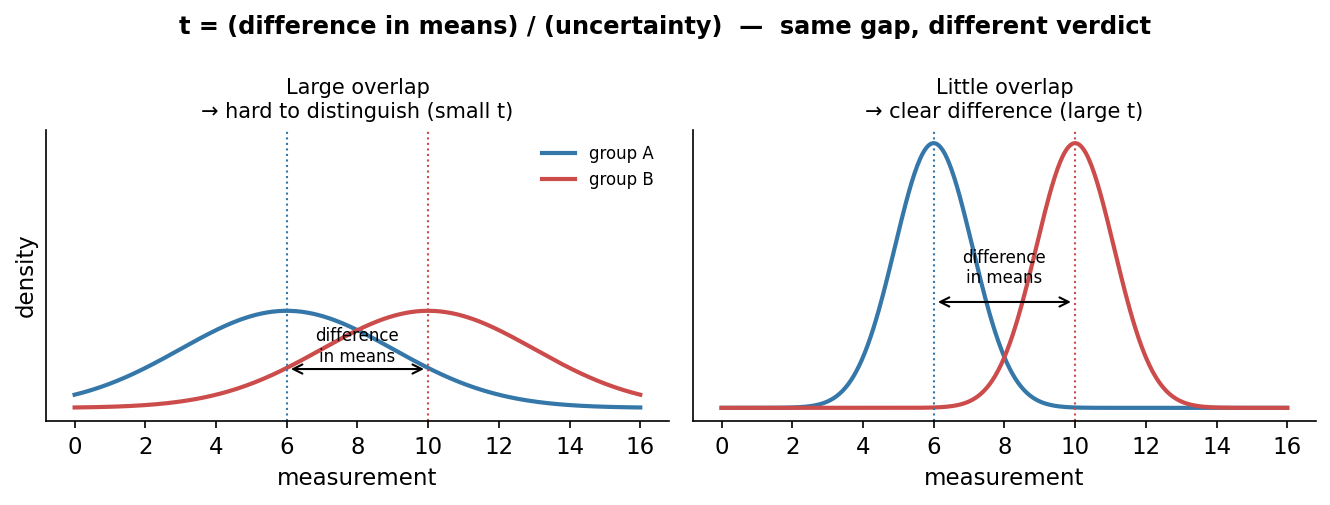 t = (difference in means) / (uncertainty)  —  same gap, different verdict
Large overlap
→ hard to distinguish (small t)
group A
group B
difference
in means
density
0 2 4 6 8 10 12 14 16
measurement
Little overlap
→ clear difference (large t)
difference
in means
0 2 4 6 8 10 12 14 16
measurement